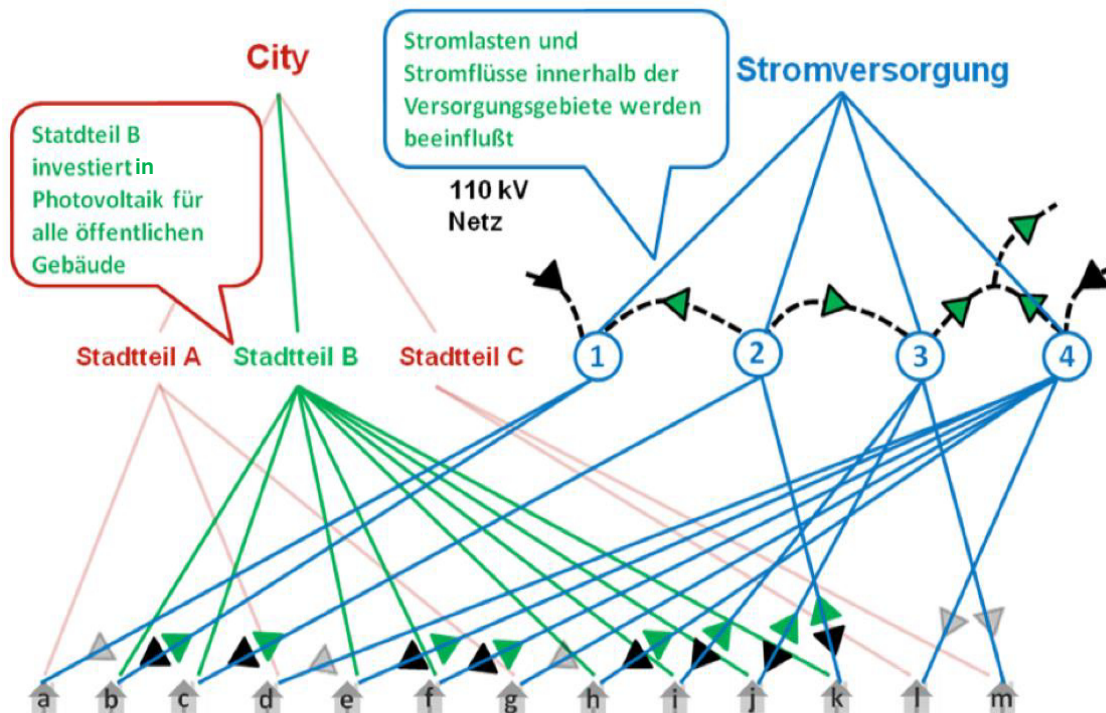 City
Statdteil B
investiert in
Photovoltaik für
alle öffentlichen
Gebäude
Stromlasten und
Stromflüsse innerhalb der
Versorgungsgebiete werden
beeinflußt
Stromversorgung
110 kV
Netz
Stadtteil A
Stadtteil B
Stadtteil C
1
2
3
4
a
b
c
d
e
f
g
h
i
j
k
l
m